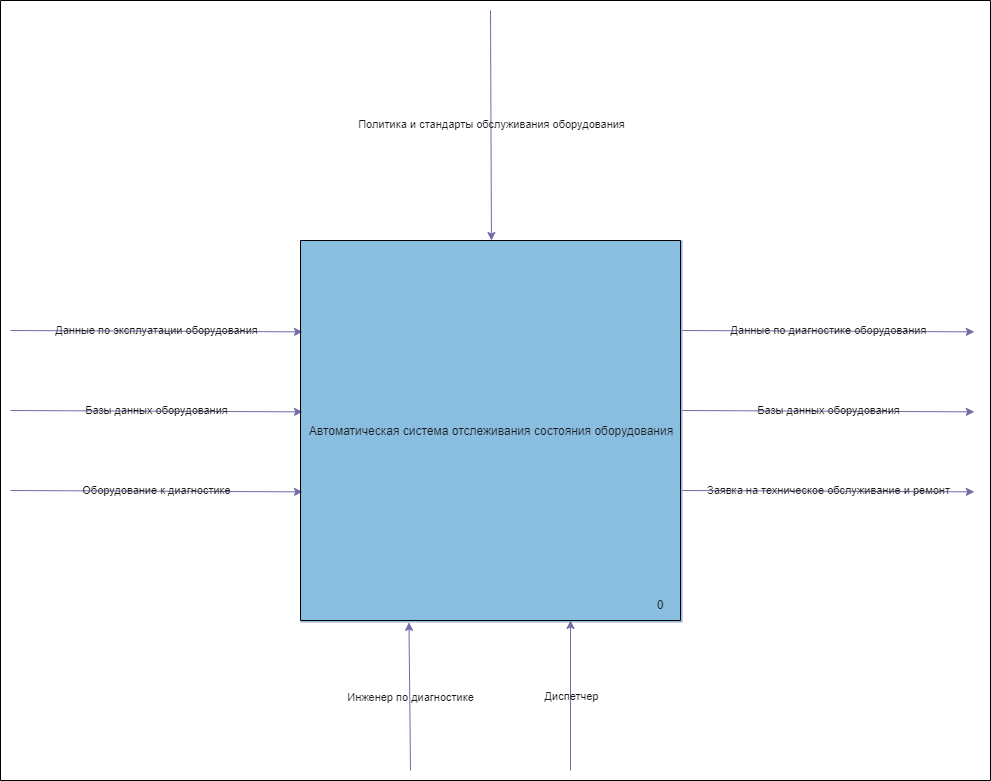 Политика и стандарты обслуживания оборудования
Данные по эксплуатации оборудования
Данные по диагностике оборудования
Базы данных оборудования
Базы данных оборудования
Автоматическая система отслеживания состояния оборудования
Оборудование к диагностике
Заявка на техническое обслуживание и ремонт
0
Инженер по диагностике
Диспетчер